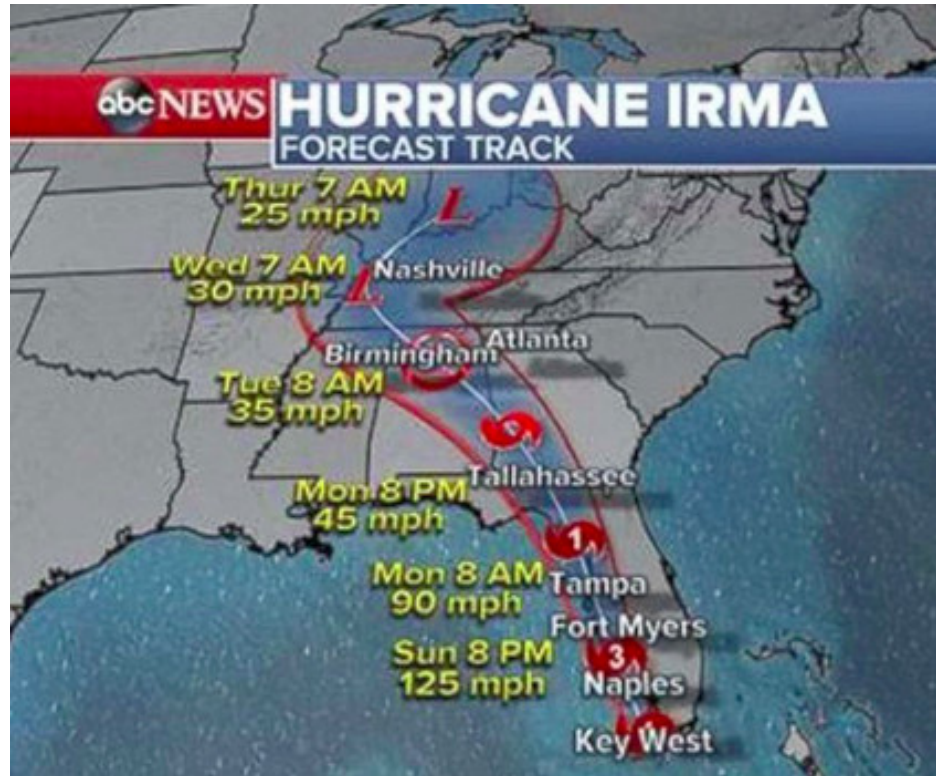 abc NEWS
HURRICANE IRMA
FORECAST TRACK
Thur 7 AM
25 mph
L
Wed 7 AM
30 mph
Nashville
L
Atlanta
Birmingham
Tue 8 AM
35 mph
Tallahassee
Mon 8 PM
45 mph
1
Mon 8 AM
90 mph
Tampa
Fort Myers
Sun 8 PM
125 mph
3
Naples
Key West